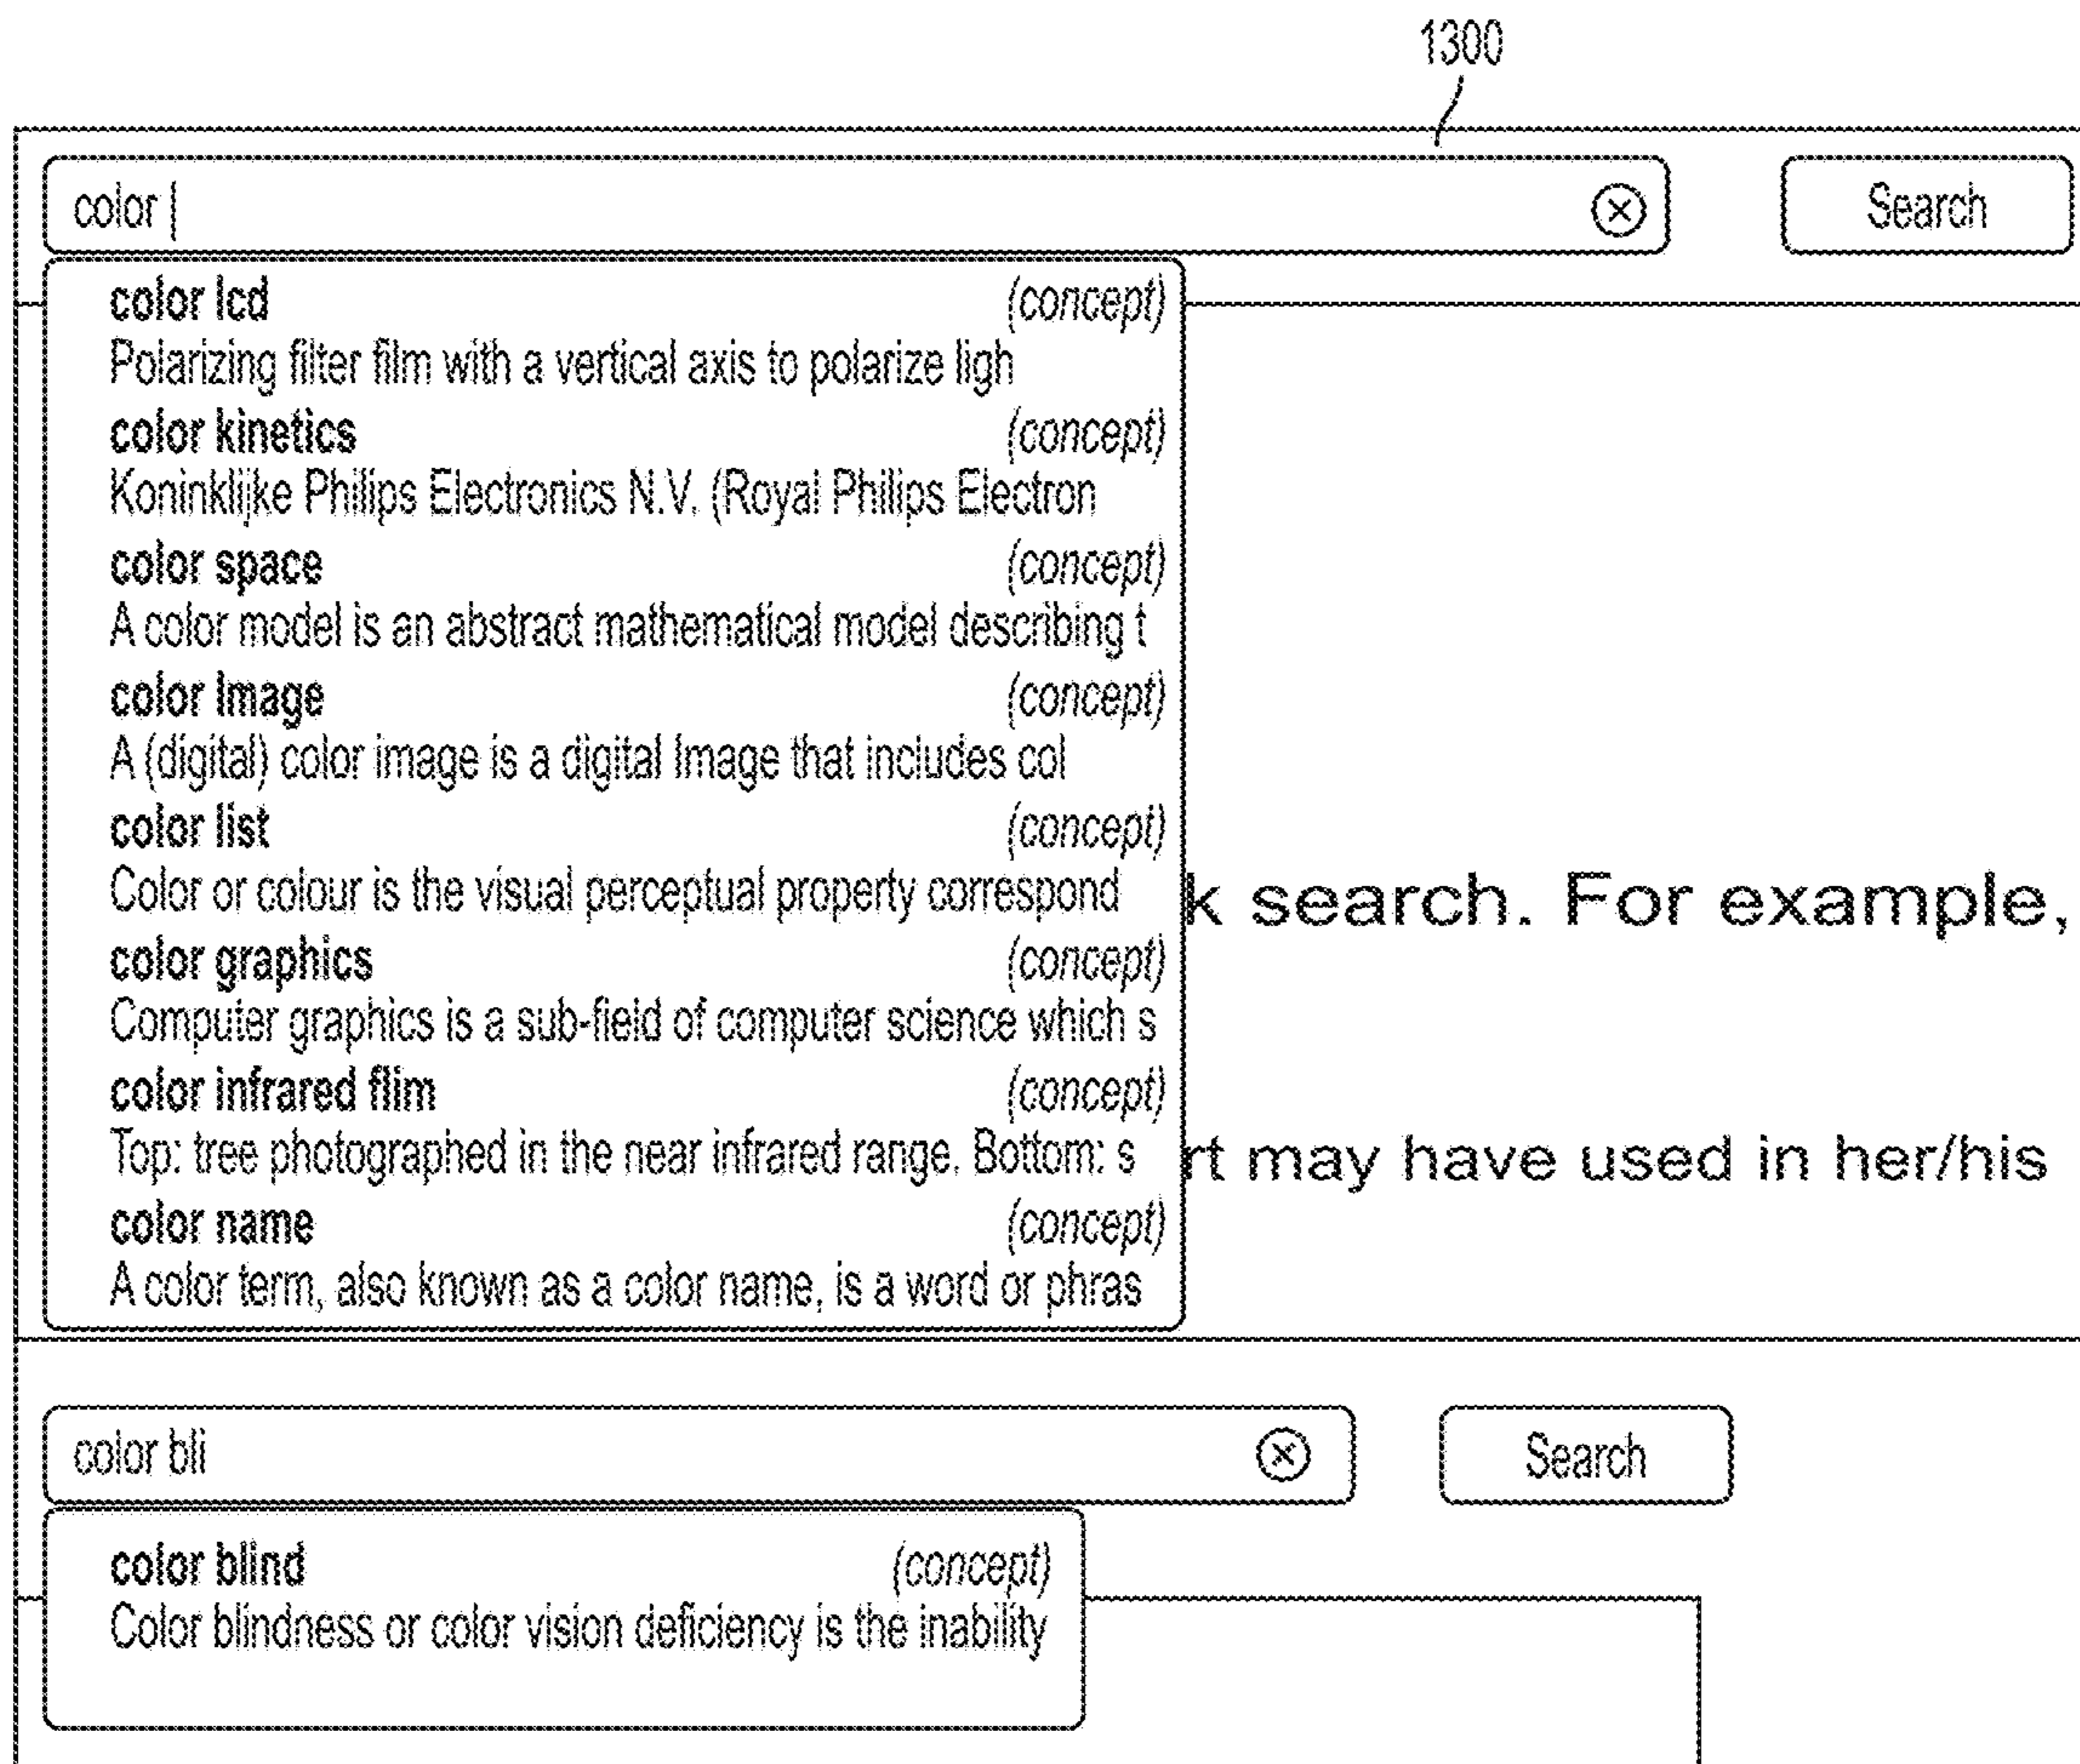 1300
color |
Search
color lcd (concept)
Polarizing filter film with a vertical axis to polarize ligh
color kinetics (concept)
Koninklijke Philips Electronics N.V. (Royal Philips Electron
color space (concept)
A color model is an abstract mathematical model describing t
color Image (concept)
A (digital) color image is a digital Image that includes col
color list (concept)
Color or colour is the visual perceptual property correspond
k search. For example,
color graphics (concept)
Computer graphics is a sub-field of computer science which s
color infrared flim (concept)
Top: tree photographed in the near infrared range. Bottom: s
rt may have used in her/his
color name (concept)
A color term, also known as a color name, is a word or phras
color bli
Search
color blind (concept)
Color blindness or color vision deficiency is the inability